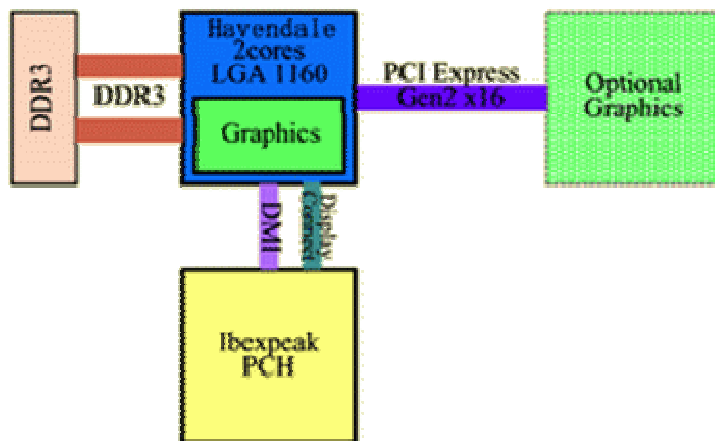 DDR3
DDR3
Havendale
2cores
LGA 1160
Graphics
PCI Express
Gen2 x16
Optional
Graphics
DMI
Display
Connect
Ibexpeak
PCH